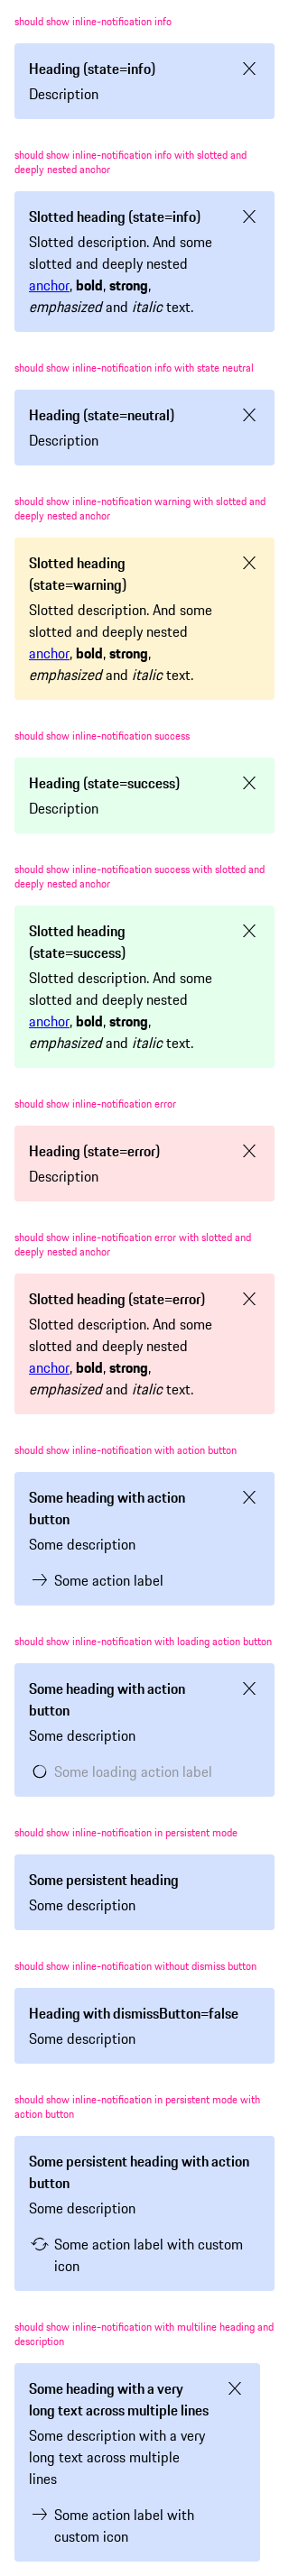 should show inline-notification info
Heading (state=info)
Description
should show inline-notification info with slotted and
deeply nested anchor
Slotted heading (state=info)
Slotted description. And some
slotted and deeply nested
anchor, bold, strong,
emphasized and italic text.
should show inline-notification info with state neutral
Heading (state=neutral)
Description
should show inline-notification warning with slotted and
deeply nested anchor
Slotted heading
(state=warning)
Slotted description. And some
slotted and deeply nested
anchor, bold, strong,
emphasized and italic text.
should show inline-notification success
Heading (state=success)
Description
should show inline-notification success with slotted and
deeply nested anchor
Slotted heading
(state=success)
Slotted description. And some
slotted and deeply nested
anchor, bold, strong,
emphasized and italic text.
should show inline-notification error
Heading (state=error)
Description
should show inline-notification error with slotted and
deeply nested anchor
Slotted heading (state=error)
Slotted description. And some
slotted and deeply nested
anchor, bold, strong,
emphasized and italic text.
should show inline-notification with action button
Some heading with action
button
Some description
Some action label
should show inline-notification with loading action button
Some heading with action
button
Some description
Some loading action label
should show inline-notification in persistent mode
Some persistent heading
Some description
should show inline-notification without dismiss button
Heading with dismissButton=false
Some description
should show inline-notification in persistent mode with
action button
Some persistent heading with action
button
Some description
Some action label with custom
icon
should show inline-notification with multiline heading and
description
Some heading with a very
long text across multiple lines
Some description with a very
long text across multiple
lines
Some action label with
custom icon